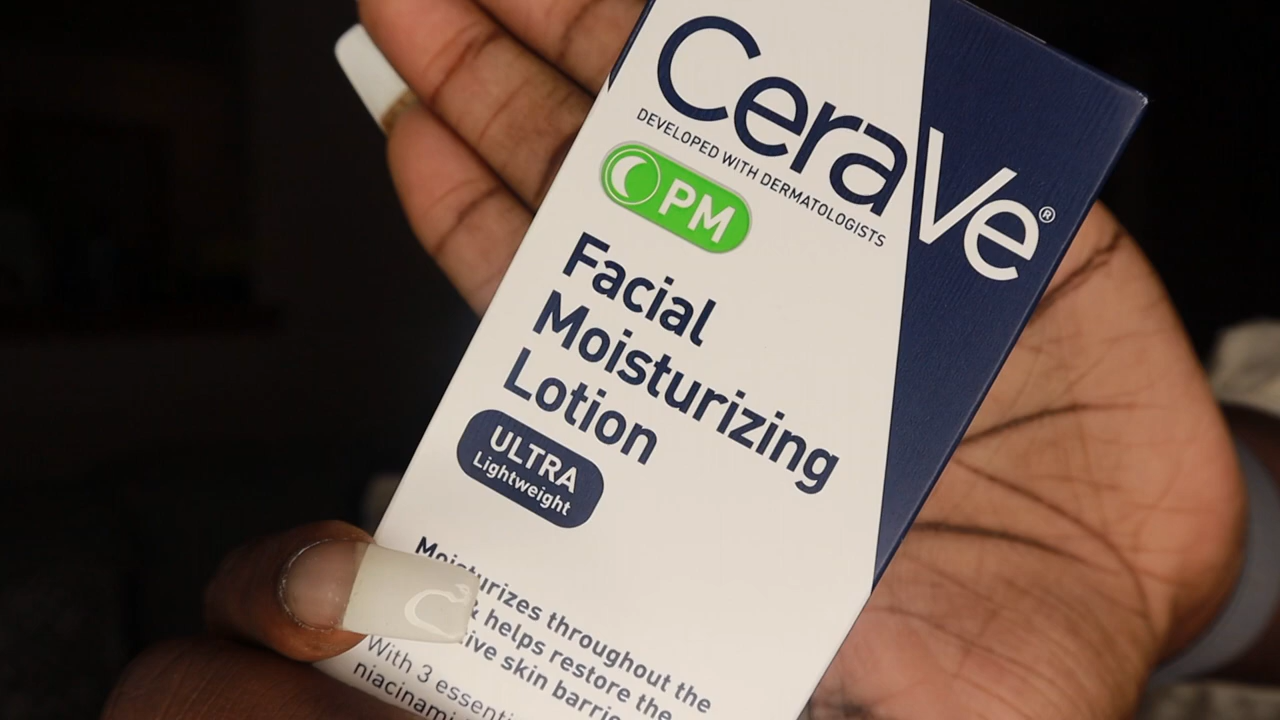 CeraVe®
DEVELOPED WITH DERMATOLOGISTS
PM
Facial
Moisturizing
Lotion
ULTRA
Lightweight
Moisturizes throughout the
& helps restore the
skin barrier
With 3